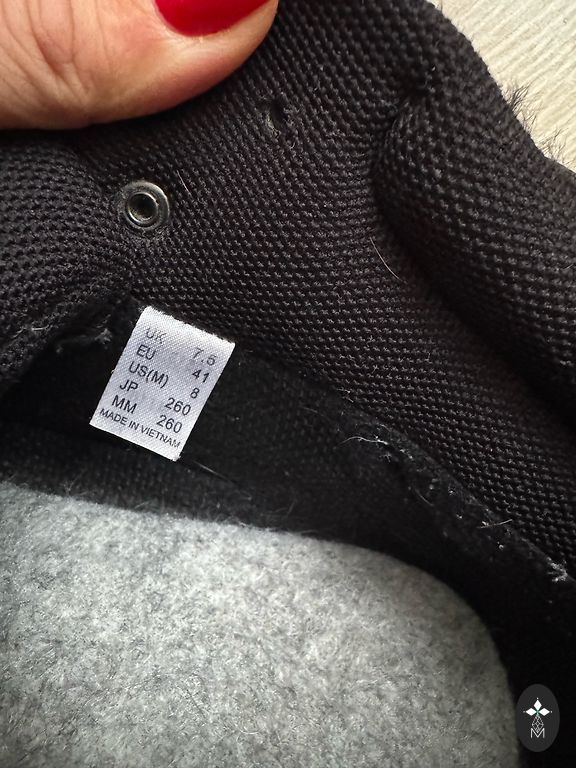 UK 7.5
EU 41
US(M) 8
JP 260
MM 260
MADE IN VIETNAM
M